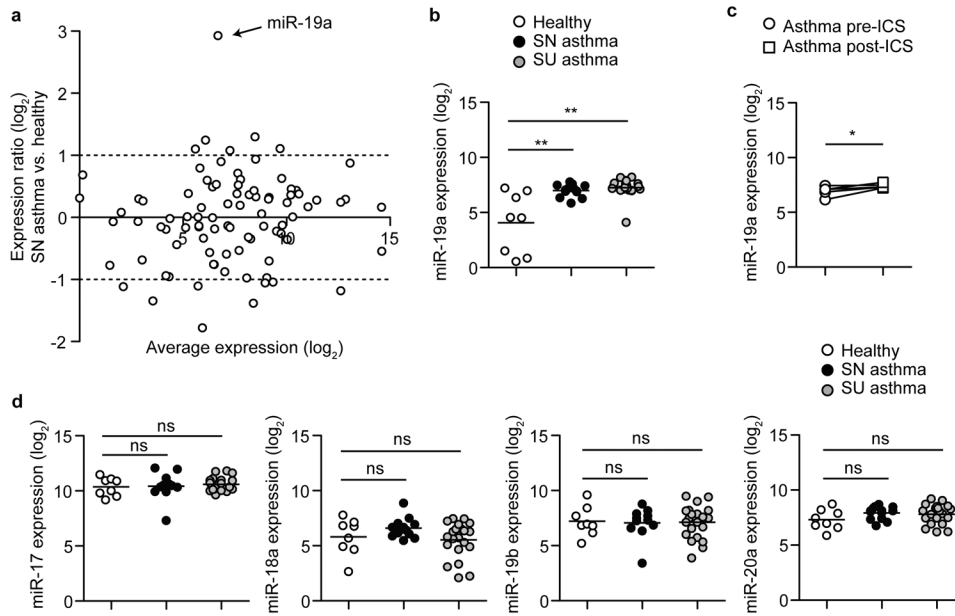 a
miR-19a
Expression ratio (log2)
SN asthma vs. healthy
3
2
1
0
-1
-2
5
10
15
Average expression (log2)
b
Healthy
SN asthma
SU asthma
miR-19a expression (log2)
15
10
5
0
**
**
c
Asthma pre-ICS
Asthma post-ICS
miR-19a expression (log2)
15
10
5
0
*
Healthy
SN asthma
SU asthma
d
miR-17 expression (log2)
15
10
5
0
ns
ns
miR-18a expression (log2)
15
10
5
0
ns
ns
miR-19b expression (log2)
15
10
5
0
ns
ns
miR-20a expression (log2)
15
10
5
0
ns
ns